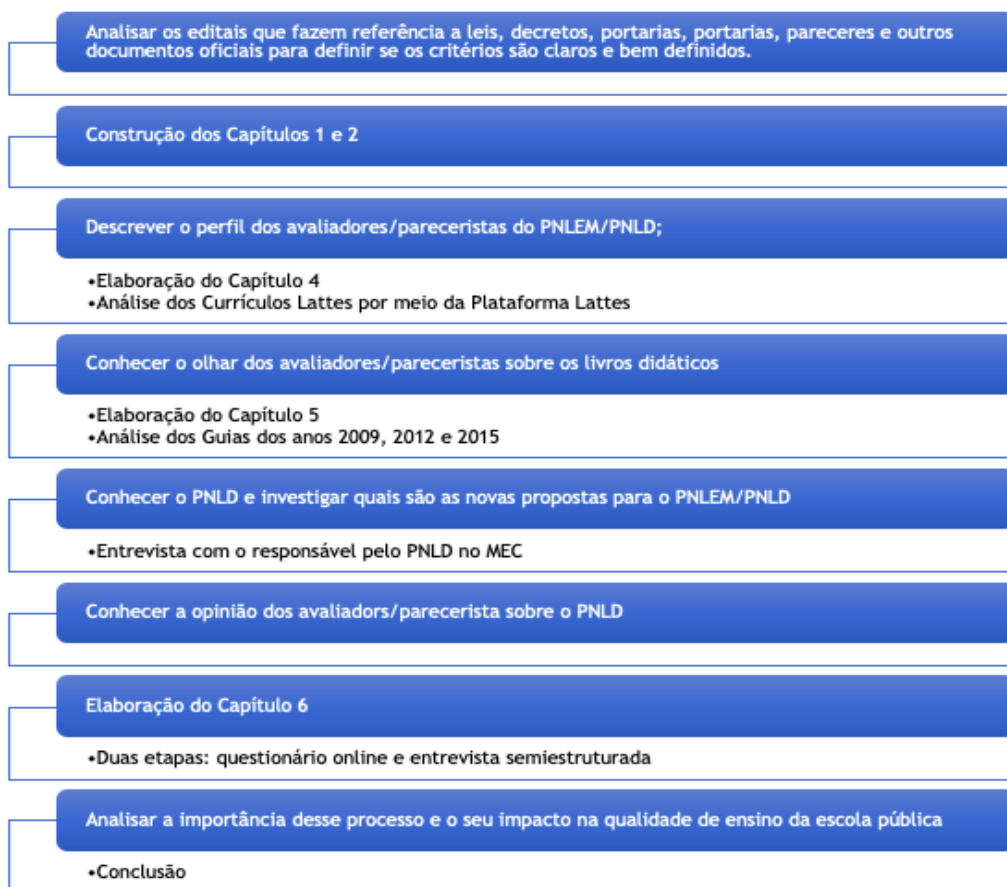 Analisar os editais que fazem referência a leis, decretos, portarias, portarias, pareceres e outros
documentos oficiais para definir se os critérios são claros e bem definidos.
Construção dos Capítulos 1 e 2
Descrever o perfil dos avaliadores/pareceristas do PNLEM/PNLD;
•Elaboração do Capítulo 4
•Análise dos Currículos Lattes por meio da Plataforma Lattes
Conhecer o olhar dos avaliadores/pareceristas sobre os livros didáticos
•Elaboração do Capítulo 5
•Análise dos Guias dos anos 2009, 2012 e 2015
Conhecer o PNLD e investigar quais são as novas propostas para o PNLEM/PNLD
•Entrevista com o responsável pelo PNLD no MEC
Conhecer a opinião dos avaliadors/parecerista sobre o PNLD
Elaboração do Capítulo 6
•Duas etapas: questionário online e entrevista semiestruturada
Analisar a importância desse processo e o seu impacto na qualidade de ensino da escola pública
•Conclusão